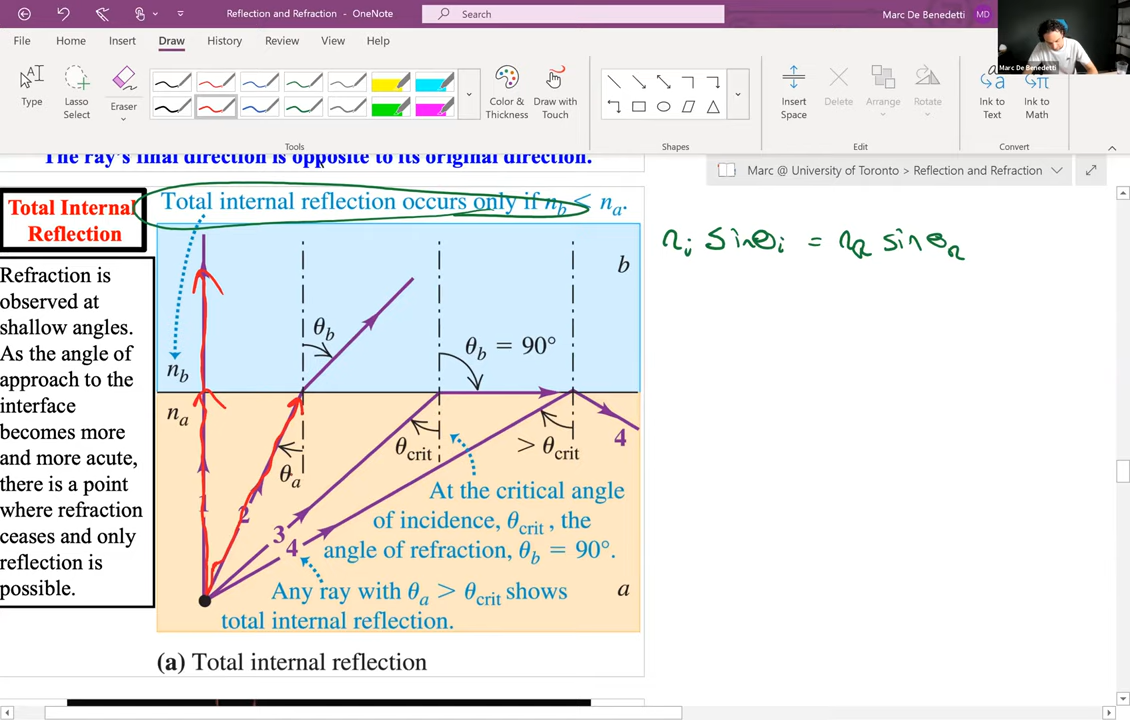 Reflection and Refraction - OneNote
Search
Marc De Benedetti
MD
File Home Insert Draw History Review View Help
Marc De Benedetti
Type
Lasso Select
Eraser
Color & Thickness
Draw with Touch
Insert Space
Delete
Arrange
Rotate
Ink to Text
Ink to Math
Tools
Shapes
Edit
Convert
The ray's final direction is opposite to its original direction.
Marc @ University of Toronto > Reflection and Refraction
Total Internal
Reflection
Total internal reflection occurs only if n_b < n_a.
n_i sinθ_i = n_R sinθ_R
Refraction is
observed at
shallow angles.
As the angle of
approach to the
interface
becomes more
and more acute,
there is a point
where refraction
ceases and only
reflection is
possible.
b
θ_b
θ_b = 90°
n_b
n_a
θ_a
θ_crit
> θ_crit
4
1
2
3
4
At the critical angle
of incidence, θ_crit, the
angle of refraction, θ_b = 90°.
Any ray with θ_a > θ_crit shows
total internal reflection.
a
(a) Total internal reflection